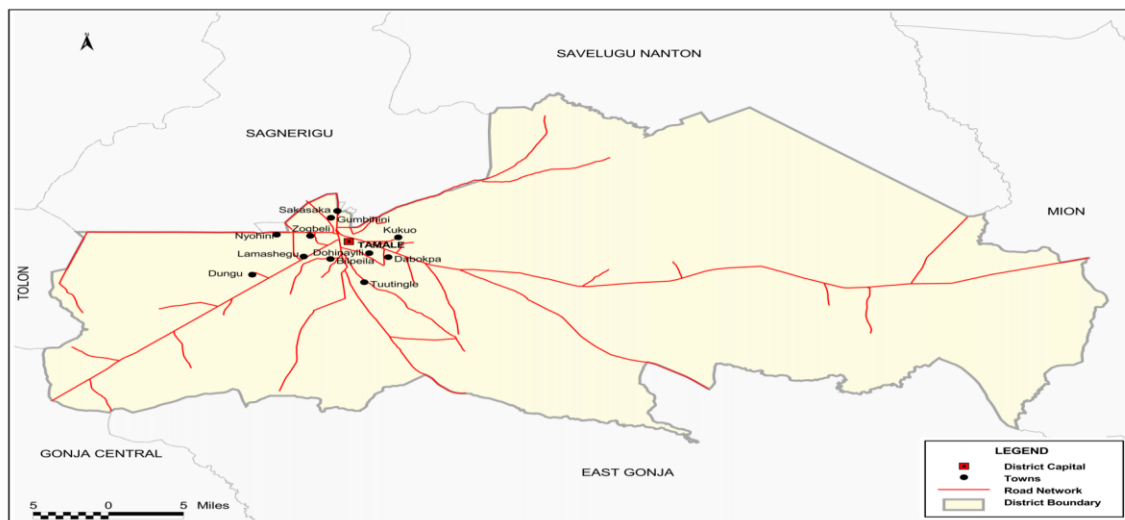 SAVELUGU NANTON
SAGNERIGU
MION
TOLON
Sakasaka
Gumbihini
Zogbeli
Kukuo
Nyohini
TAMALE
Lamashegu
Dohinayili
Bilpeila
Dabokpa
Dungu
Tuutingle
GONJA CENTRAL
EAST GONJA
LEGEND
District Capital
Towns
Road Network
District Boundary
5 0 5 Miles